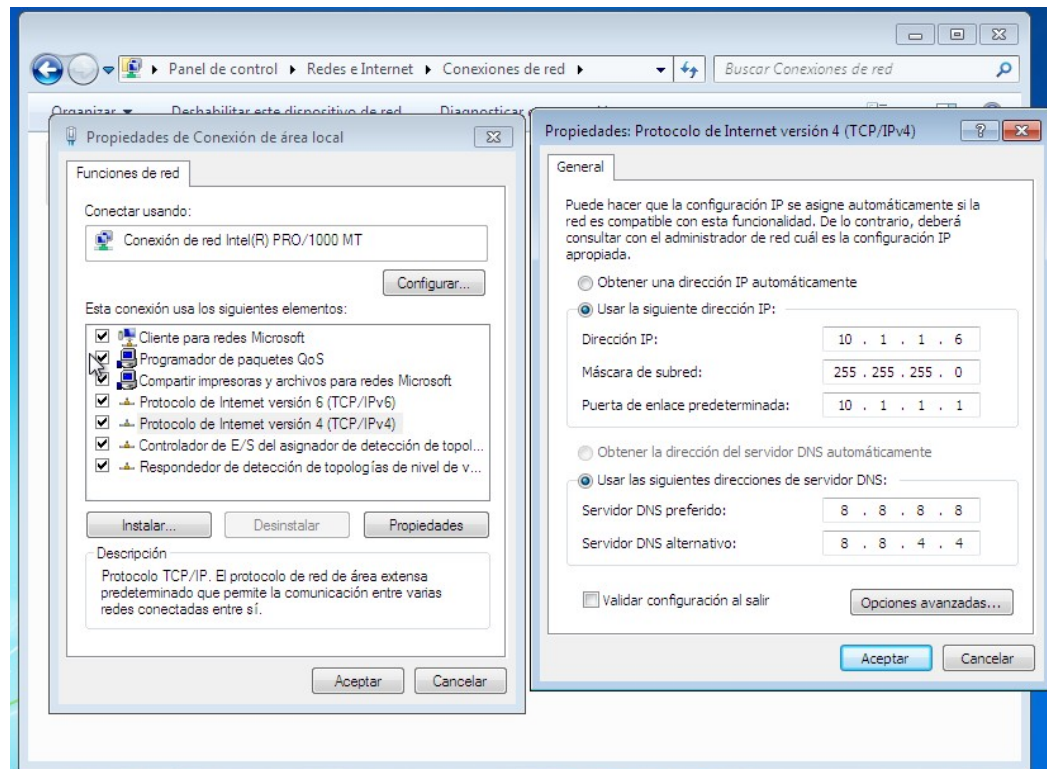 Panel de control ▸ Redes e Internet ▸ Conexiones de red ▸
Buscar Conexiones de red
Organizar Deshabilitar este dispositivo de red Diagnosticar
Propiedades de Conexión de área local
Funciones de red
Conectar usando:
Conexión de red Intel(R) PRO/1000 MT
Configurar...
Esta conexión usa los siguientes elementos:
Cliente para redes Microsoft
Programador de paquetes QoS
Compartir impresoras y archivos para redes Microsoft
Protocolo de Internet versión 6 (TCP/IPv6)
Protocolo de Internet versión 4 (TCP/IPv4)
Controlador de E/S del asignador de detección de topol...
Respondedor de detección de topologías de nivel de v...
Instalar... Desinstalar Propiedades
Descripción
Protocolo TCP/IP. El protocolo de red de área extensa
predeterminado que permite la comunicación entre varias
redes conectadas entre sí.
Aceptar Cancelar
Propiedades: Protocolo de Internet versión 4 (TCP/IPv4)
General
Puede hacer que la configuración IP se asigne automáticamente si la
red es compatible con esta funcionalidad. De lo contrario, deberá
consultar con el administrador de red cuál es la configuración IP
apropiada.
Obtener una dirección IP automáticamente
Usar la siguiente dirección IP:
Dirección IP: 10 . 1 . 1 . 6
Máscara de subred: 255 . 255 . 255 . 0
Puerta de enlace predeterminada: 10 . 1 . 1 . 1
Obtener la dirección del servidor DNS automáticamente
Usar las siguientes direcciones de servidor DNS:
Servidor DNS preferido: 8 . 8 . 8 . 8
Servidor DNS alternativo: 8 . 8 . 4 . 4
Validar configuración al salir
Opciones avanzadas...
Aceptar Cancelar